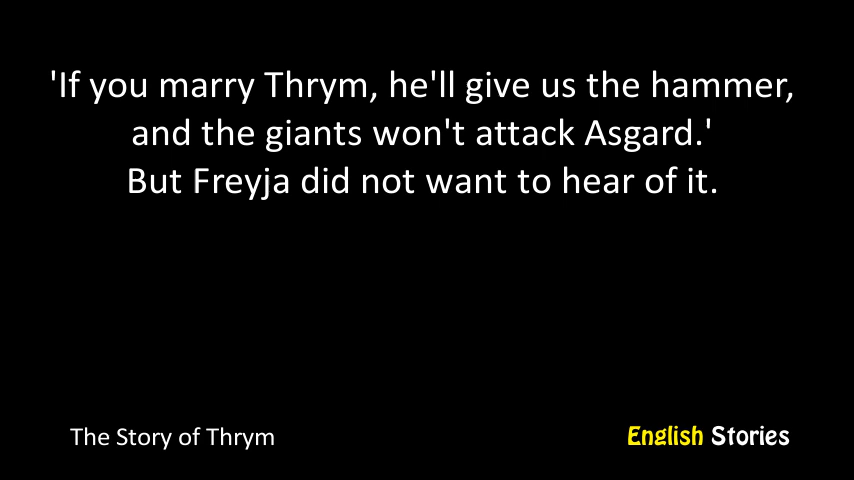 'If you marry Thrym, he'll give us the hammer,
and the giants won't attack Asgard.'
But Freyja did not want to hear of it.
The Story of Thrym
English Stories